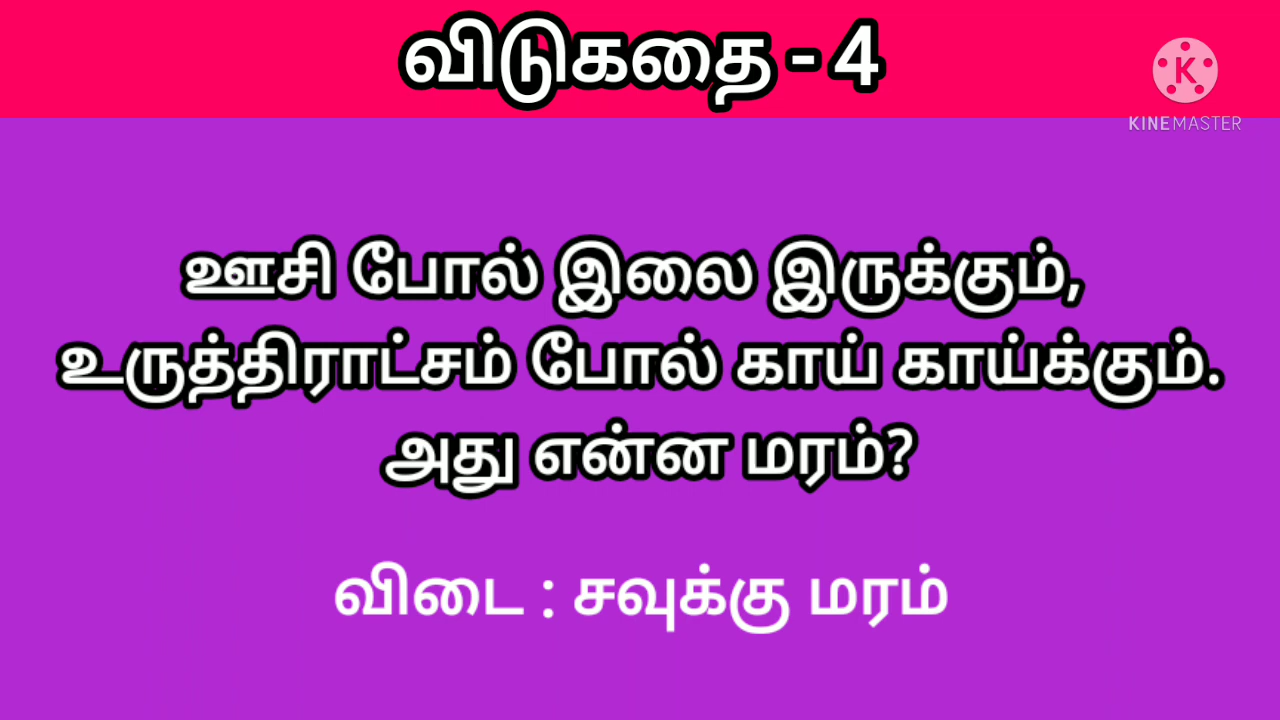 விடுகதை - 4
K
KINEMASTER
ஊசி போல் இலை இருக்கும்,
உருத்திராட்சம் போல் காய் காய்க்கும்.
அது என்ன மரம்?
விடை : சவுக்கு மரம்